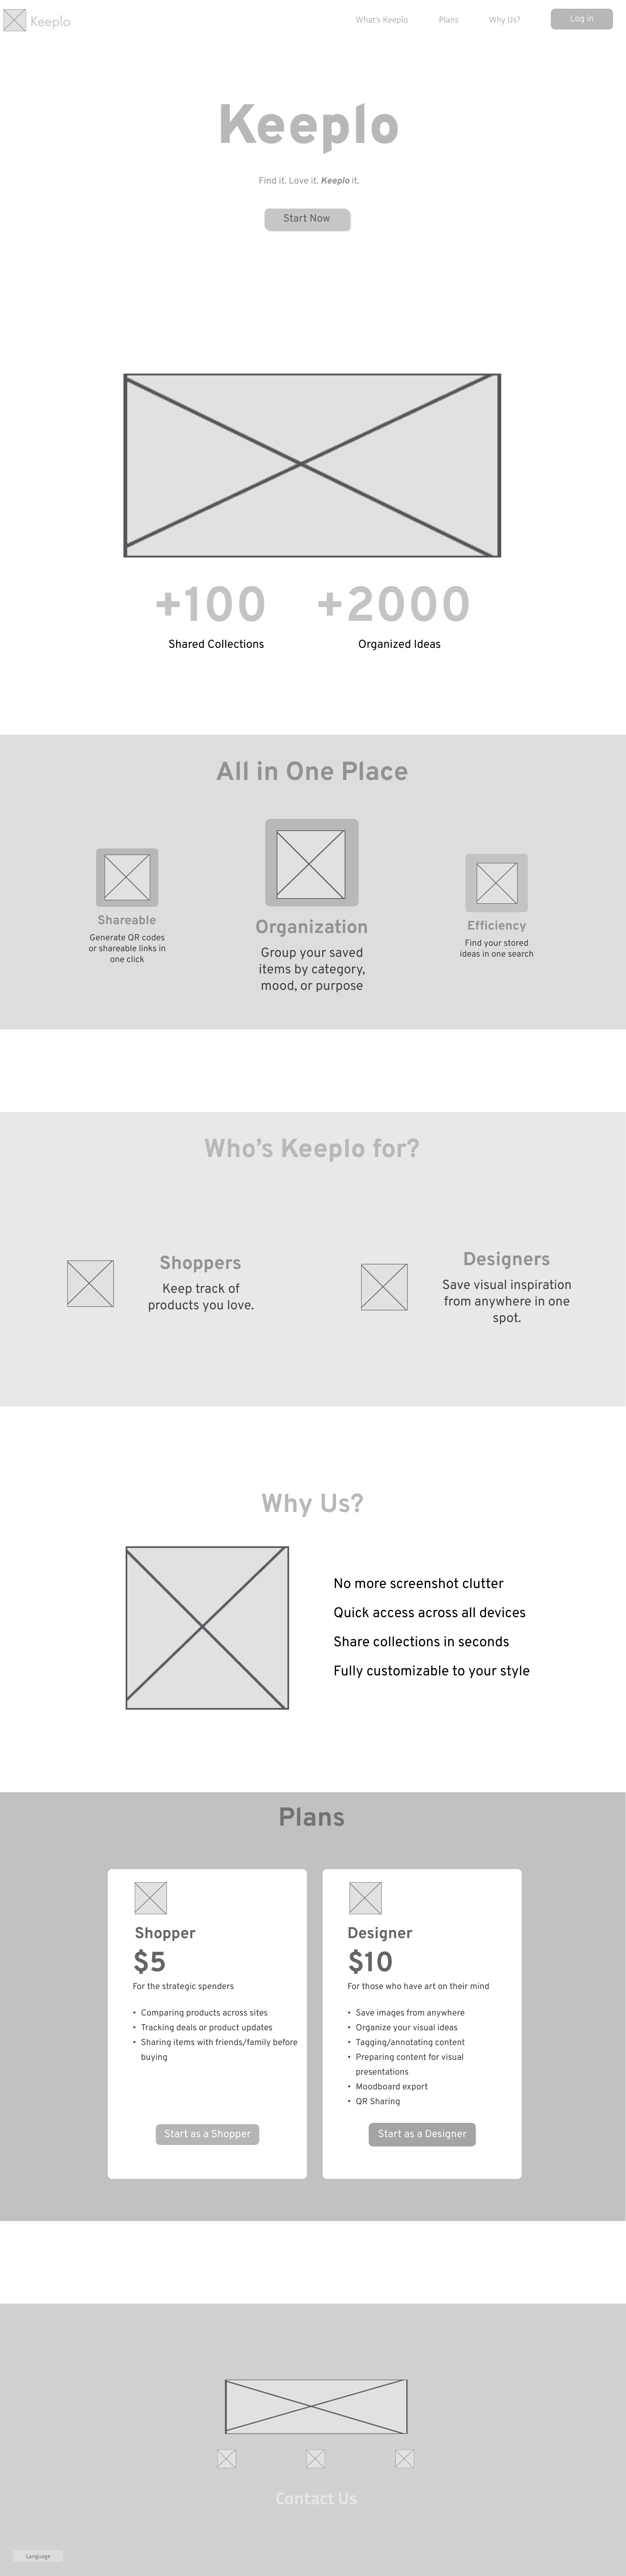 Keeplo
What's Keeplo
Plans
Why Us?
Log in
Keeplo
Find it. Love it. Keeplo it.
Start Now
+100
+2000
Shared Collections
Organized Ideas
All in One Place
Shareable
Generate QR codes
or shareable links in
one click
Organization
Group your saved
items by category,
mood, or purpose
Efficiency
Find your stored
ideas in one search
Who’s Keeplo for?
Shoppers
Keep track of
products you love.
Designers
Save visual inspiration
from anywhere in one
spot.
Why Us?
No more screenshot clutter
Quick access across all devices
Share collections in seconds
Fully customizable to your style
Plans
Shopper
$5
For the strategic spenders
• Comparing products across sites
• Tracking deals or product updates
• Sharing items with friends/family before
buying
Start as a Shopper
Designer
$10
For those who have art on their mind
• Save images from anywhere
• Organize your visual ideas
• Tagging/annotating content
• Preparing content for visual
presentations
• Moodboard export
• QR Sharing
Start as a Designer
Contact Us
Language